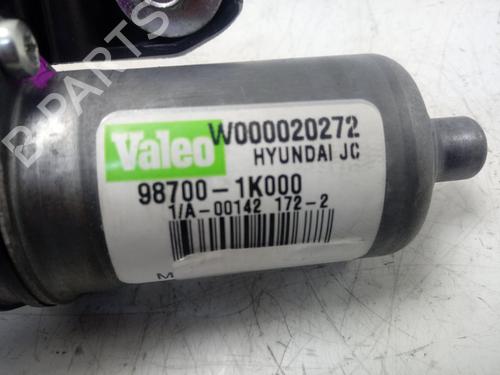 Valeo
W000020272
HYUNDAI JC
98700-1K000
1/A-00142 172-2
M
B PARTS